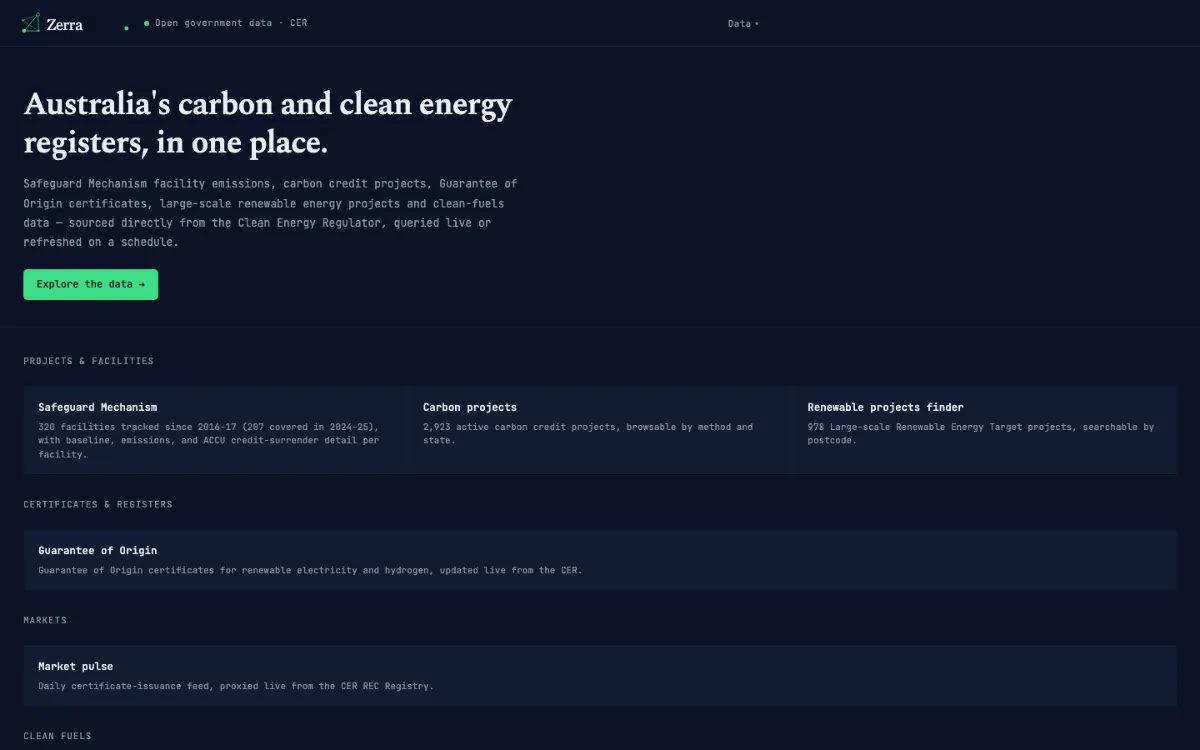 Zerra
Open government data · CER
Data ▾
Australia's carbon and clean energy
registers, in one place.
Safeguard Mechanism facility emissions, carbon credit projects, Guarantee of
Origin certificates, large-scale renewable energy projects and clean-fuels
data — sourced directly from the Clean Energy Regulator, queried live or
refreshed on a schedule.
Explore the data →
PROJECTS & FACILITIES
Safeguard Mechanism
320 facilities tracked since 2016-17 (207 covered in 2024-25),
with baseline, emissions, and ACCU credit-surrender detail per
facility.
Carbon projects
2,923 active carbon credit projects, browsable by method and
state.
Renewable projects finder
978 Large-scale Renewable Energy Target projects, searchable by
postcode.
CERTIFICATES & REGISTERS
Guarantee of Origin
Guarantee of Origin certificates for renewable electricity and hydrogen, updated live from the CER.
MARKETS
Market pulse
Daily certificate-issuance feed, proxied live from the CER REC Registry.
CLEAN FUELS